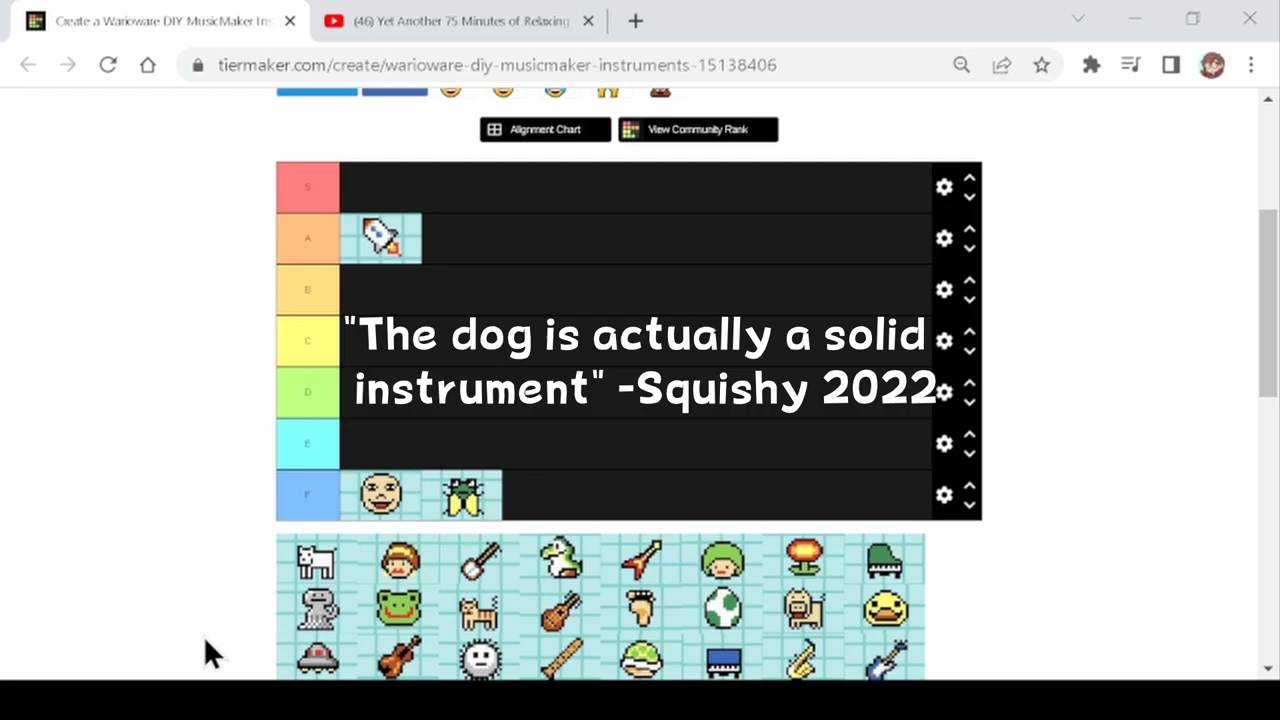 Create a Warioware DIY MusicMaker Ins
(46) Yet Another 75 Minutes of Relaxing
tiermaker.com/create/warioware-diy-musicmaker-instruments-15138406
Alignment Chart
View Community Rank
S
A
B
C
D
E
F
"The dog is actually a solid
instrument" -Squishy 2022